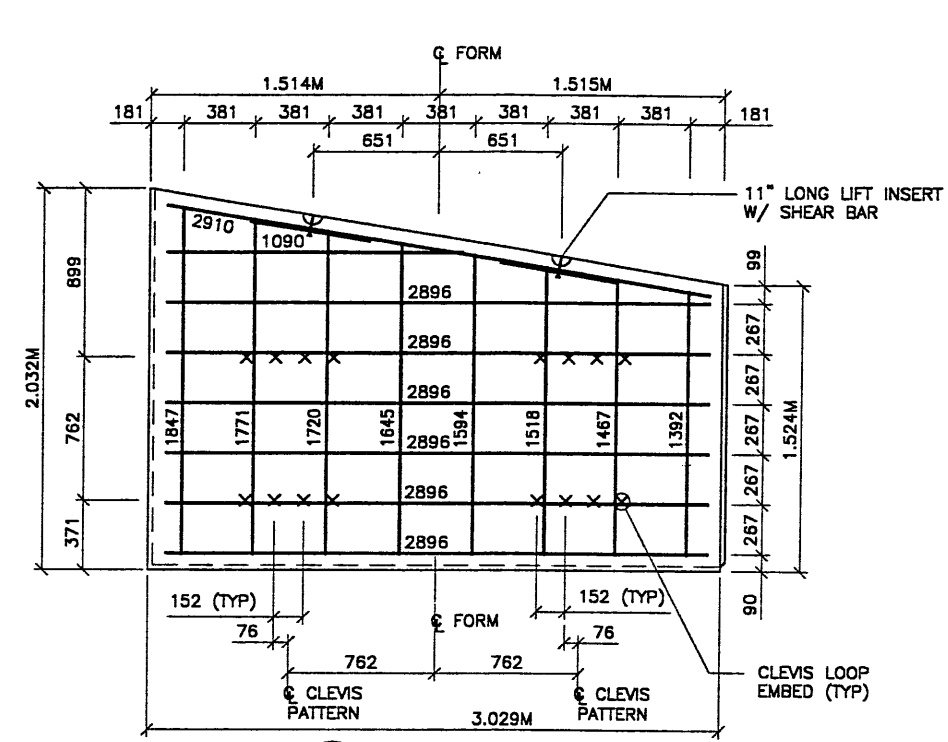 ℄ FORM
1.514M 1.515M
181 381 381 381 381 381 381 381 181
651 651
11" LONG LIFT INSERT
W/ SHEAR BAR
2910
1090
899
99
2896
267
2896
267
2.032M
2896
1847 1771 1720 1645 1594 1518 1467 1392
267
1.524M
762
2896
267
2896
371
267
2896
90
152 (TYP) 152 (TYP)
℄ FORM
76 76
762 762
CLEVIS LOOP
EMBED (TYP)
℄ CLEVIS
PATTERN
℄ CLEVIS
PATTERN
3.029M